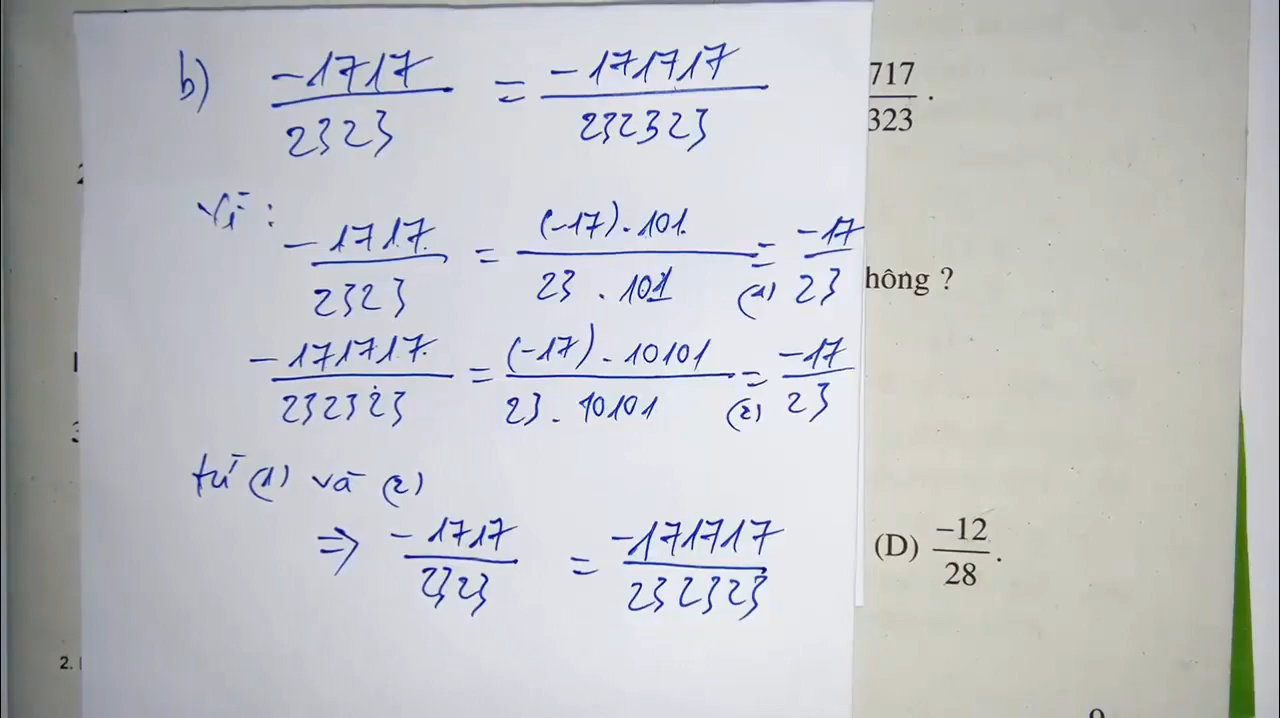 b) -1717/2323 = -171717/232323
717/323 .
Vì :
-1717/2323 = (-17) . 101/23 . 101 = (1) -17/23
hông ?
-171717/232323 = (-17) . 10101/23 . 10101 = (2) -17/23
từ (1) và (2)
⇒ -1717/2323 = -171717/232323
(D) -12/28 .
2.